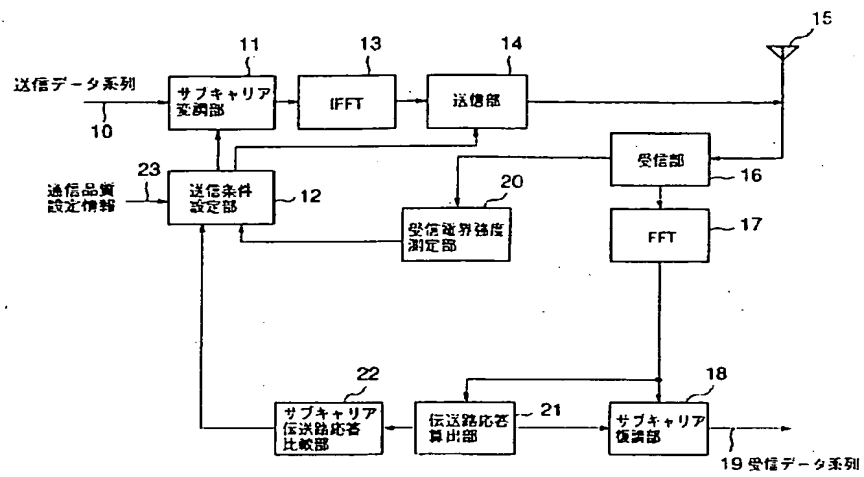 15
11
13
14
送信データ系列
サブキャリア
変調部
IFFT
送信部
10
受信部
16
通信品質
設定情報
23
送信条件
設定部
12
20
受信電界強度
測定部
FFT
17
22
サブキャリア
伝送路応答
比較部
伝送路応答
算出部
21
18
サブキャリア
復調部
19 受信データ系列